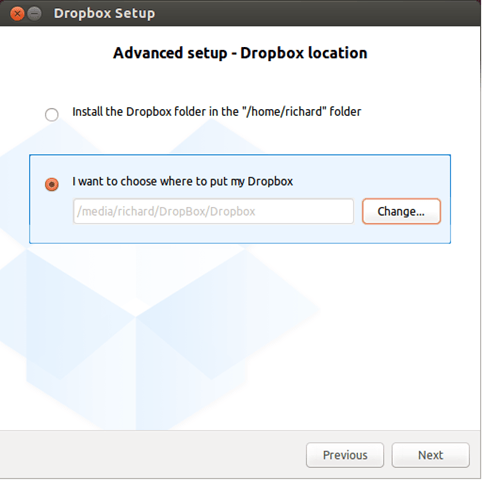 Dropbox Setup
Advanced setup - Dropbox location
Install the Dropbox folder in the "/home/richard" folder
I want to choose where to put my Dropbox
/media/richard/DropBox/Dropbox
Change...
Previous
Next